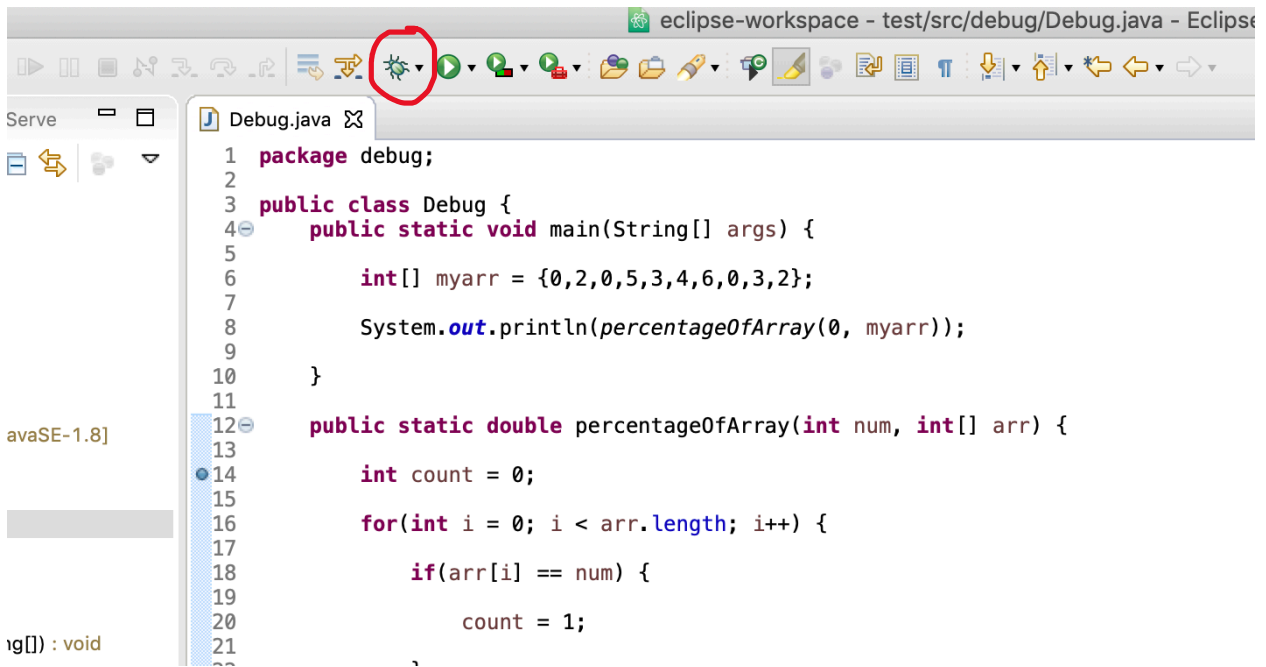 eclipse-workspace - test/src/debug/Debug.java - Eclipse
Serve
Debug.java
1 package debug;
2
3 public class Debug {
4 public static void main(String[] args) {
5
6 int[] myarr = {0,2,0,5,3,4,6,0,3,2};
7
8 System.out.println(percentageOfArray(0, myarr));
9
10 }
11
avaSE-1.8]
12 public static double percentageOfArray(int num, int[] arr) {
13
14 int count = 0;
15
16 for(int i = 0; i < arr.length; i++) {
17
18 if(arr[i] == num) {
19
20 count = 1;
ng[]) : void
21
22 }